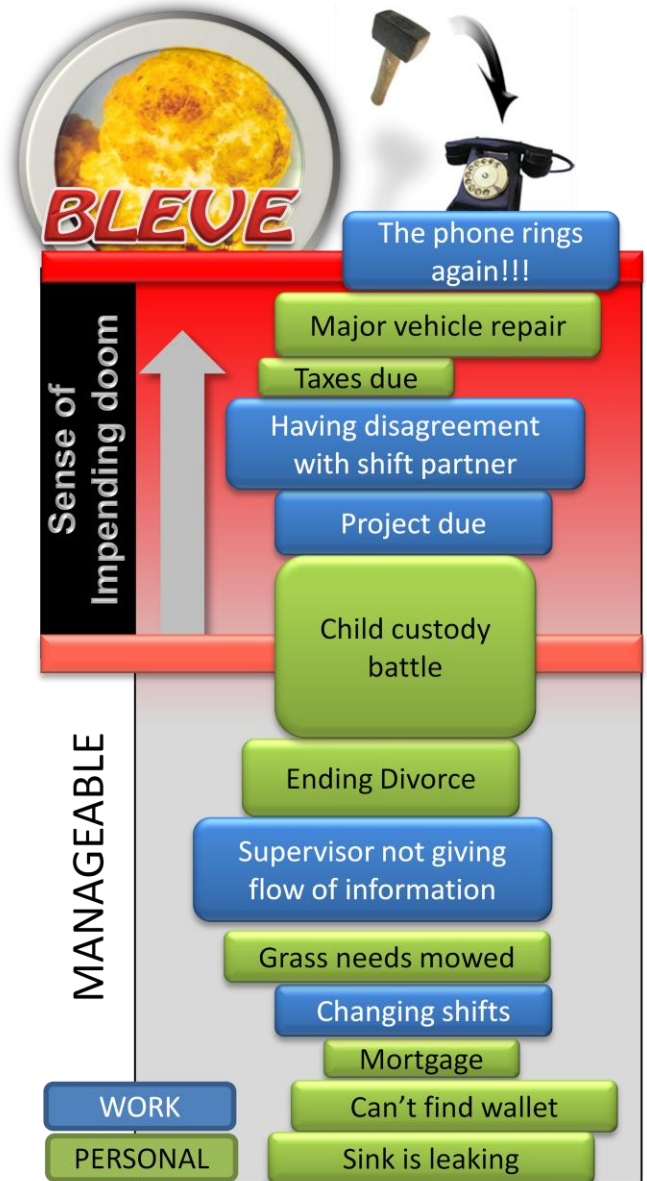 BLEVE
The phone rings
again!!!
Sense of
Impending doom
Major vehicle repair
Taxes due
Having disagreement
with shift partner
Project due
Child custody
battle
MANAGEABLE
Ending Divorce
Supervisor not giving
flow of information
Grass needs mowed
Changing shifts
Mortgage
WORK
Can’t find wallet
PERSONAL
Sink is leaking